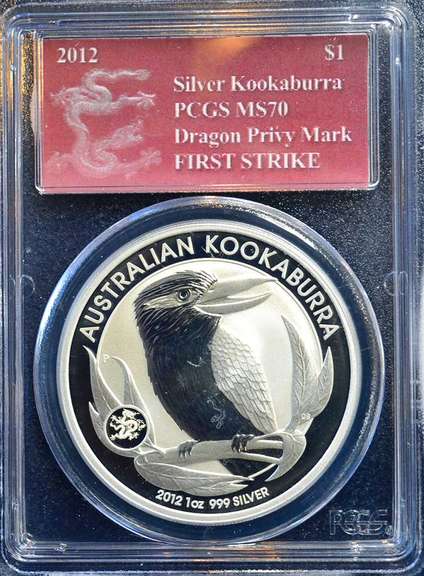 2012 $1
Silver Kookaburra
PCGS MS70
Dragon Privy Mark
FIRST STRIKE
AUSTRALIAN KOOKABURRA
P
2012 1oz 999 SILVER
PCGS